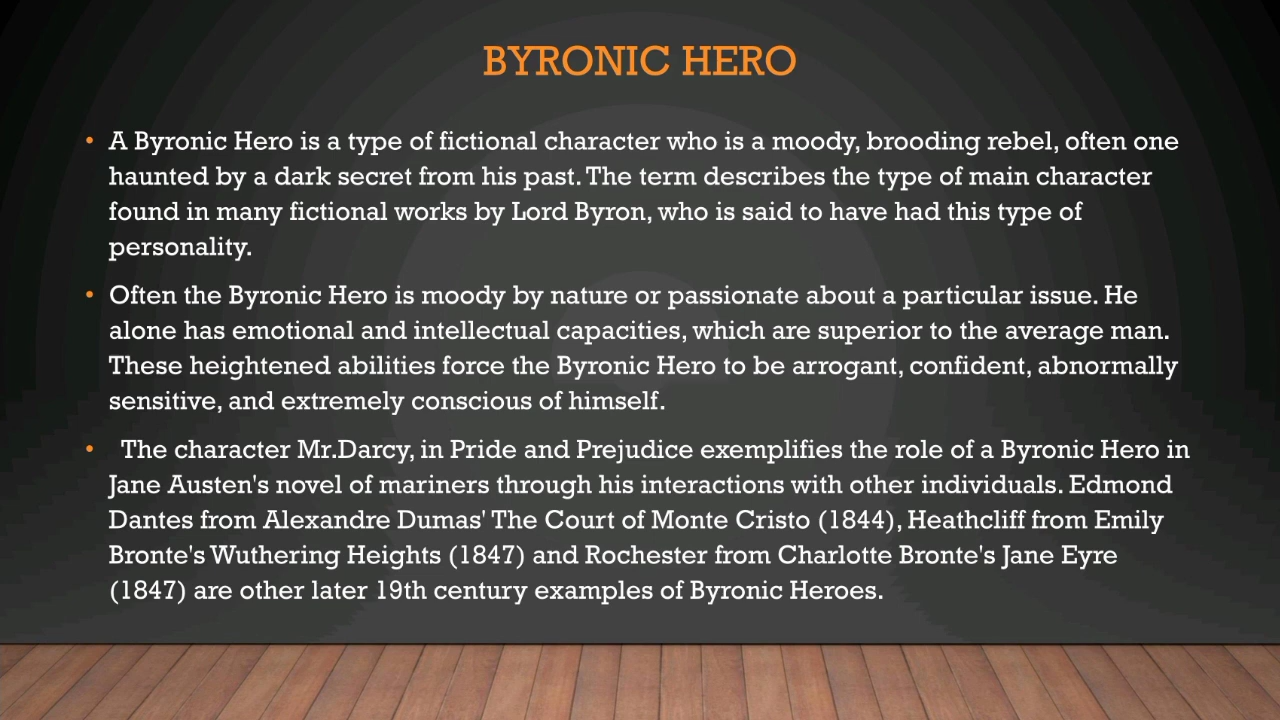 BYRONIC HERO
• A Byronic Hero is a type of fictional character who is a moody, brooding rebel, often one
haunted by a dark secret from his past. The term describes the type of main character
found in many fictional works by Lord Byron, who is said to have had this type of
personality.
• Often the Byronic Hero is moody by nature or passionate about a particular issue. He
alone has emotional and intellectual capacities, which are superior to the average man.
These heightened abilities force the Byronic Hero to be arrogant, confident, abnormally
sensitive, and extremely conscious of himself.
• The character Mr.Darcy, in Pride and Prejudice exemplifies the role of a Byronic Hero in
Jane Austen's novel of mariners through his interactions with other individuals. Edmond
Dantes from Alexandre Dumas' The Court of Monte Cristo (1844), Heathcliff from Emily
Bronte's Wuthering Heights (1847) and Rochester from Charlotte Bronte's Jane Eyre
(1847) are other later 19th century examples of Byronic Heroes.